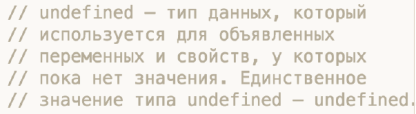 // undefined — тип данных, который
// используется для объявленных
// переменных и свойств, у которых
// пока нет значения. Единственное
// значение типа undefined — undefined.